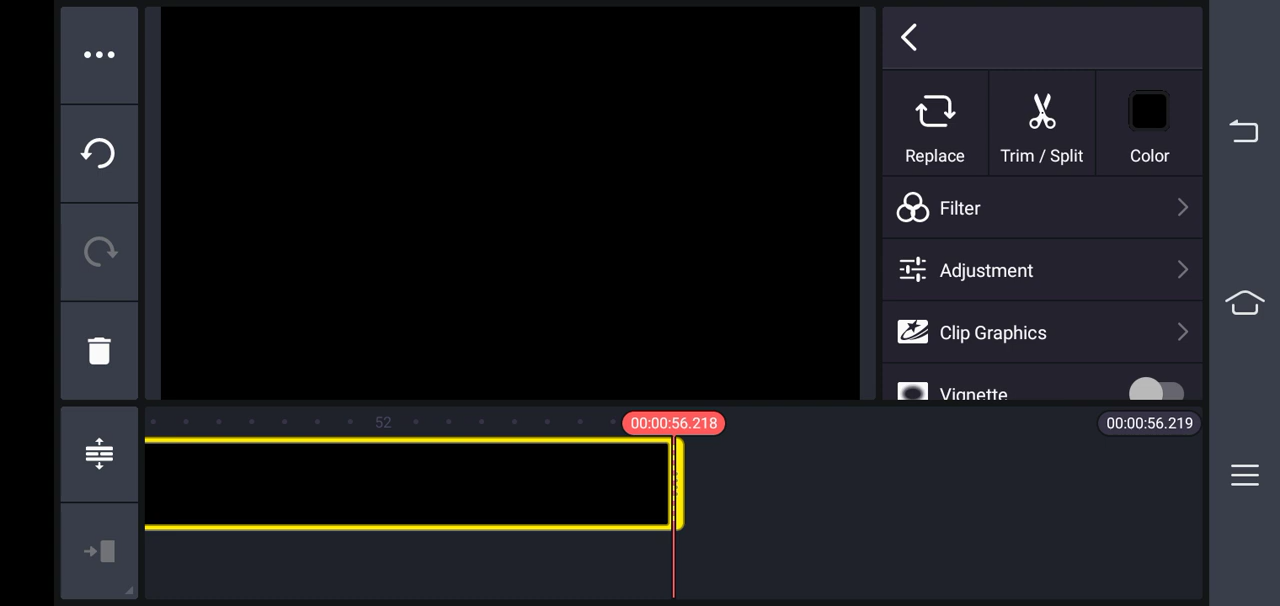 Replace
Trim / Split
Color
Filter
Adjustment
Clip Graphics
Vignette
52
00:00:56.218
00:00:56.219